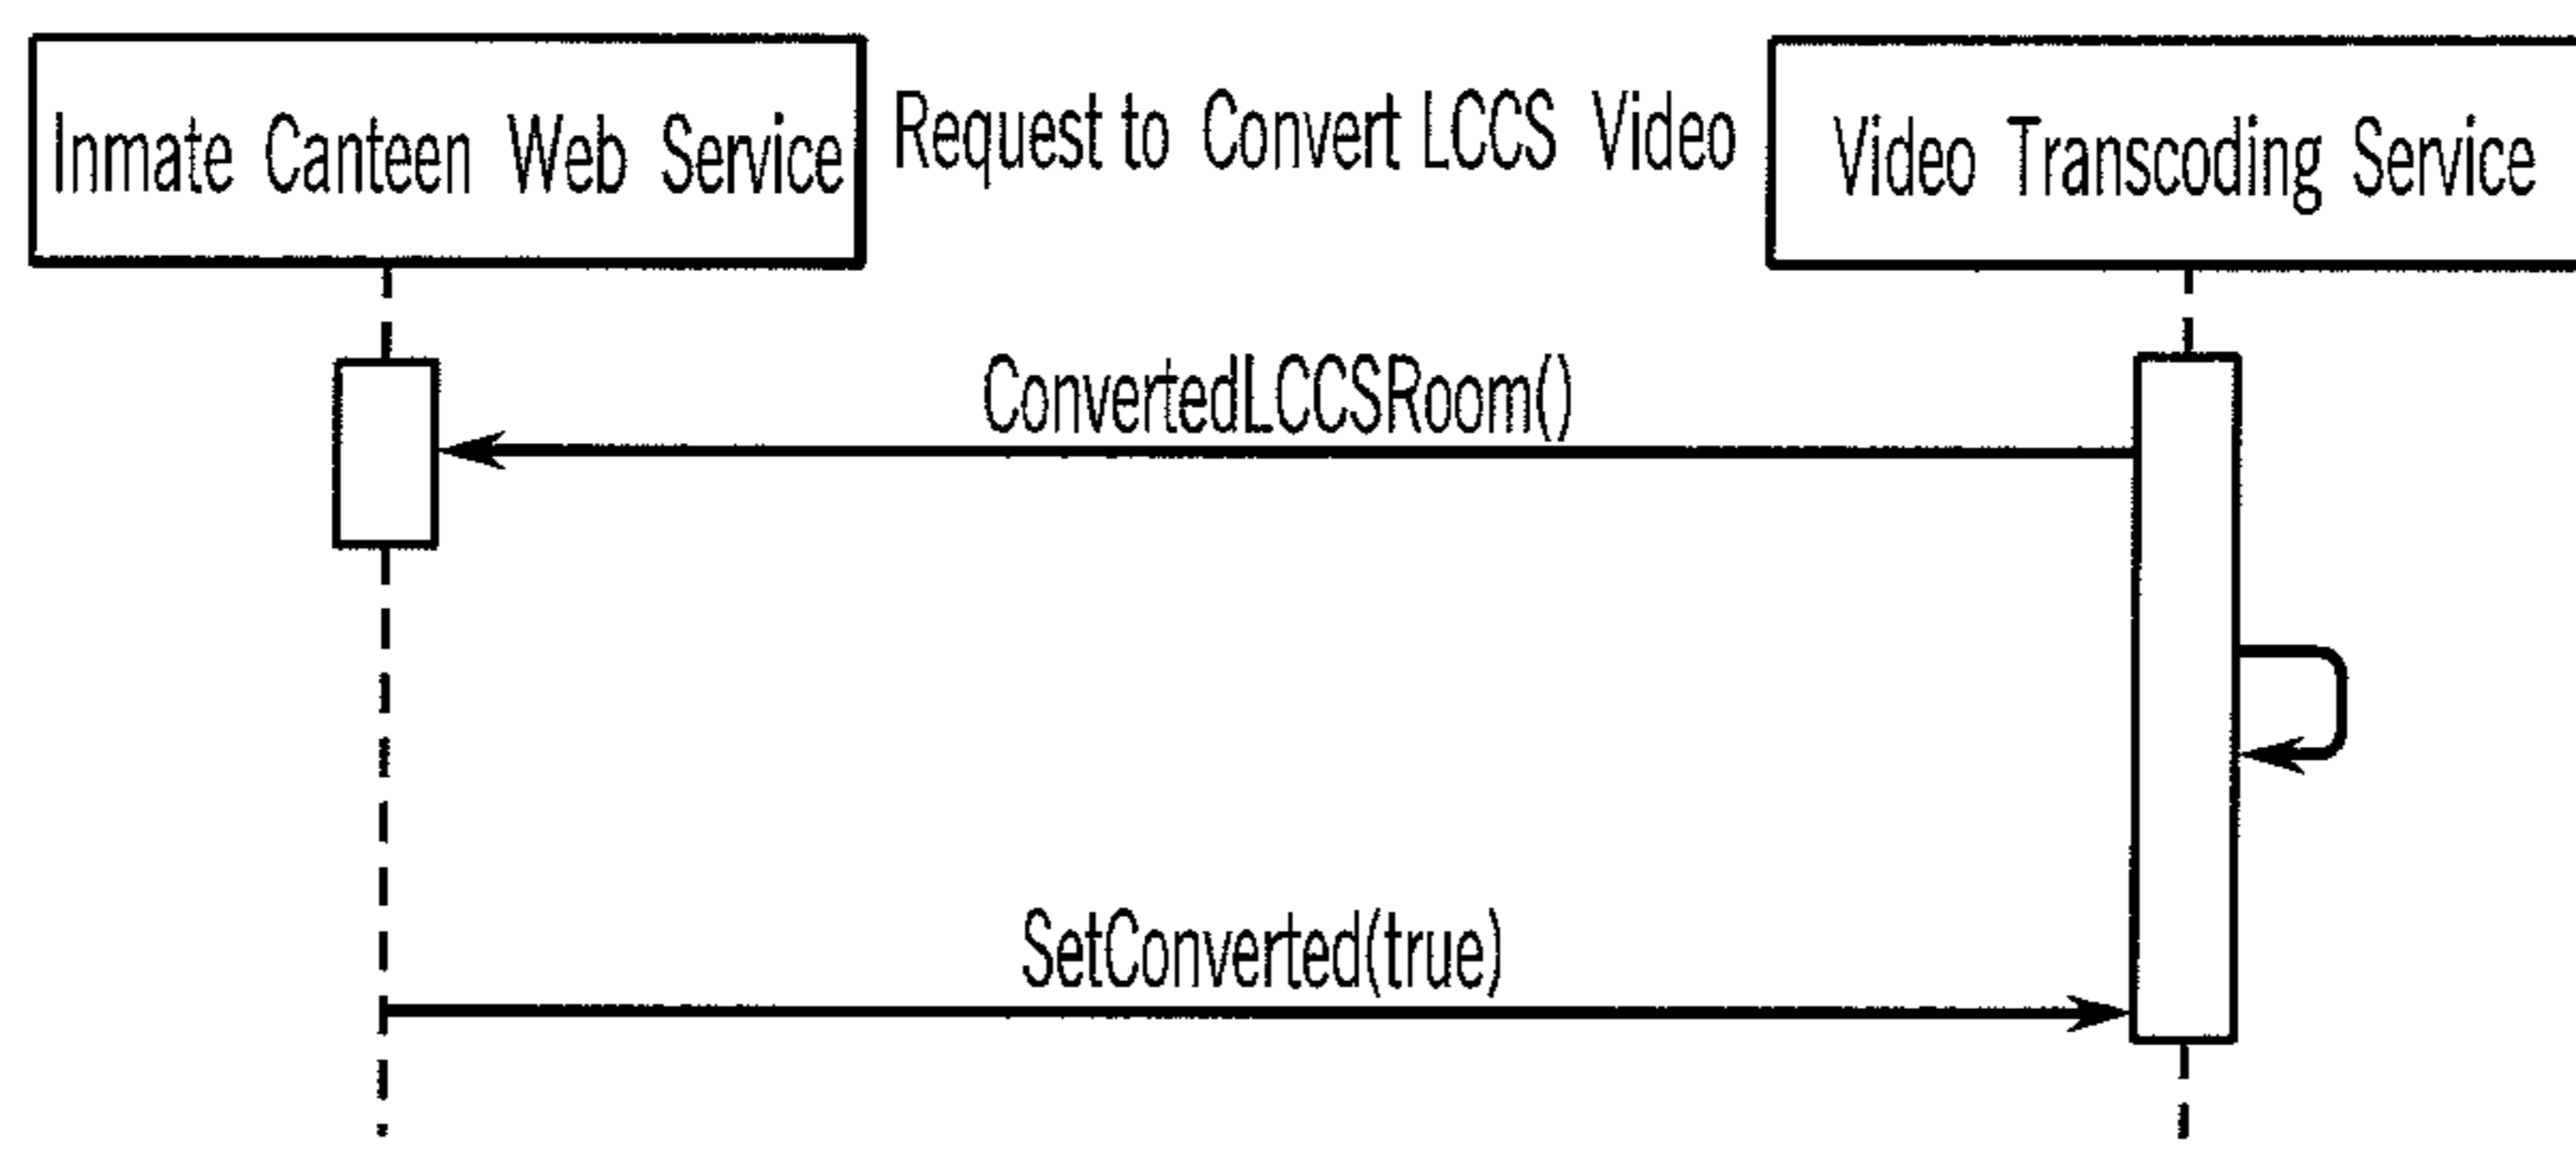 Inmate Canteen Web Service
Request to Convert LCCS Video
Video Transcoding Service
ConvertedLCCSRoom()
SetConverted(true)